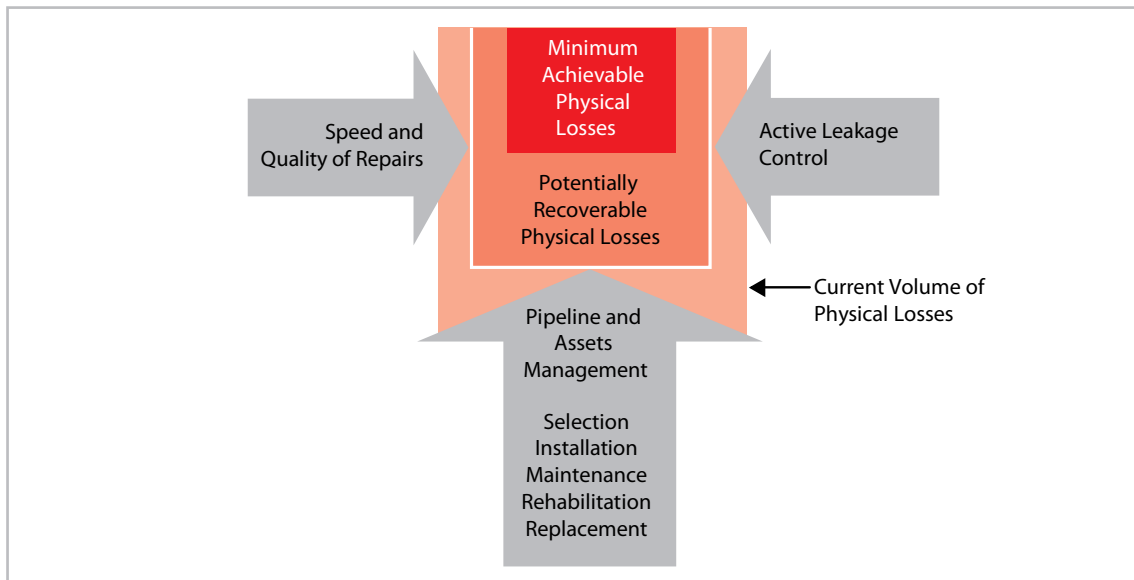 Minimum
Achievable
Physical
Losses
Speed and
Quality of Repairs
Active Leakage
Control
Potentially
Recoverable
Physical Losses
Current Volume of
Physical Losses
Pipeline and
Assets
Management
Selection
Installation
Maintenance
Rehabilitation
Replacement